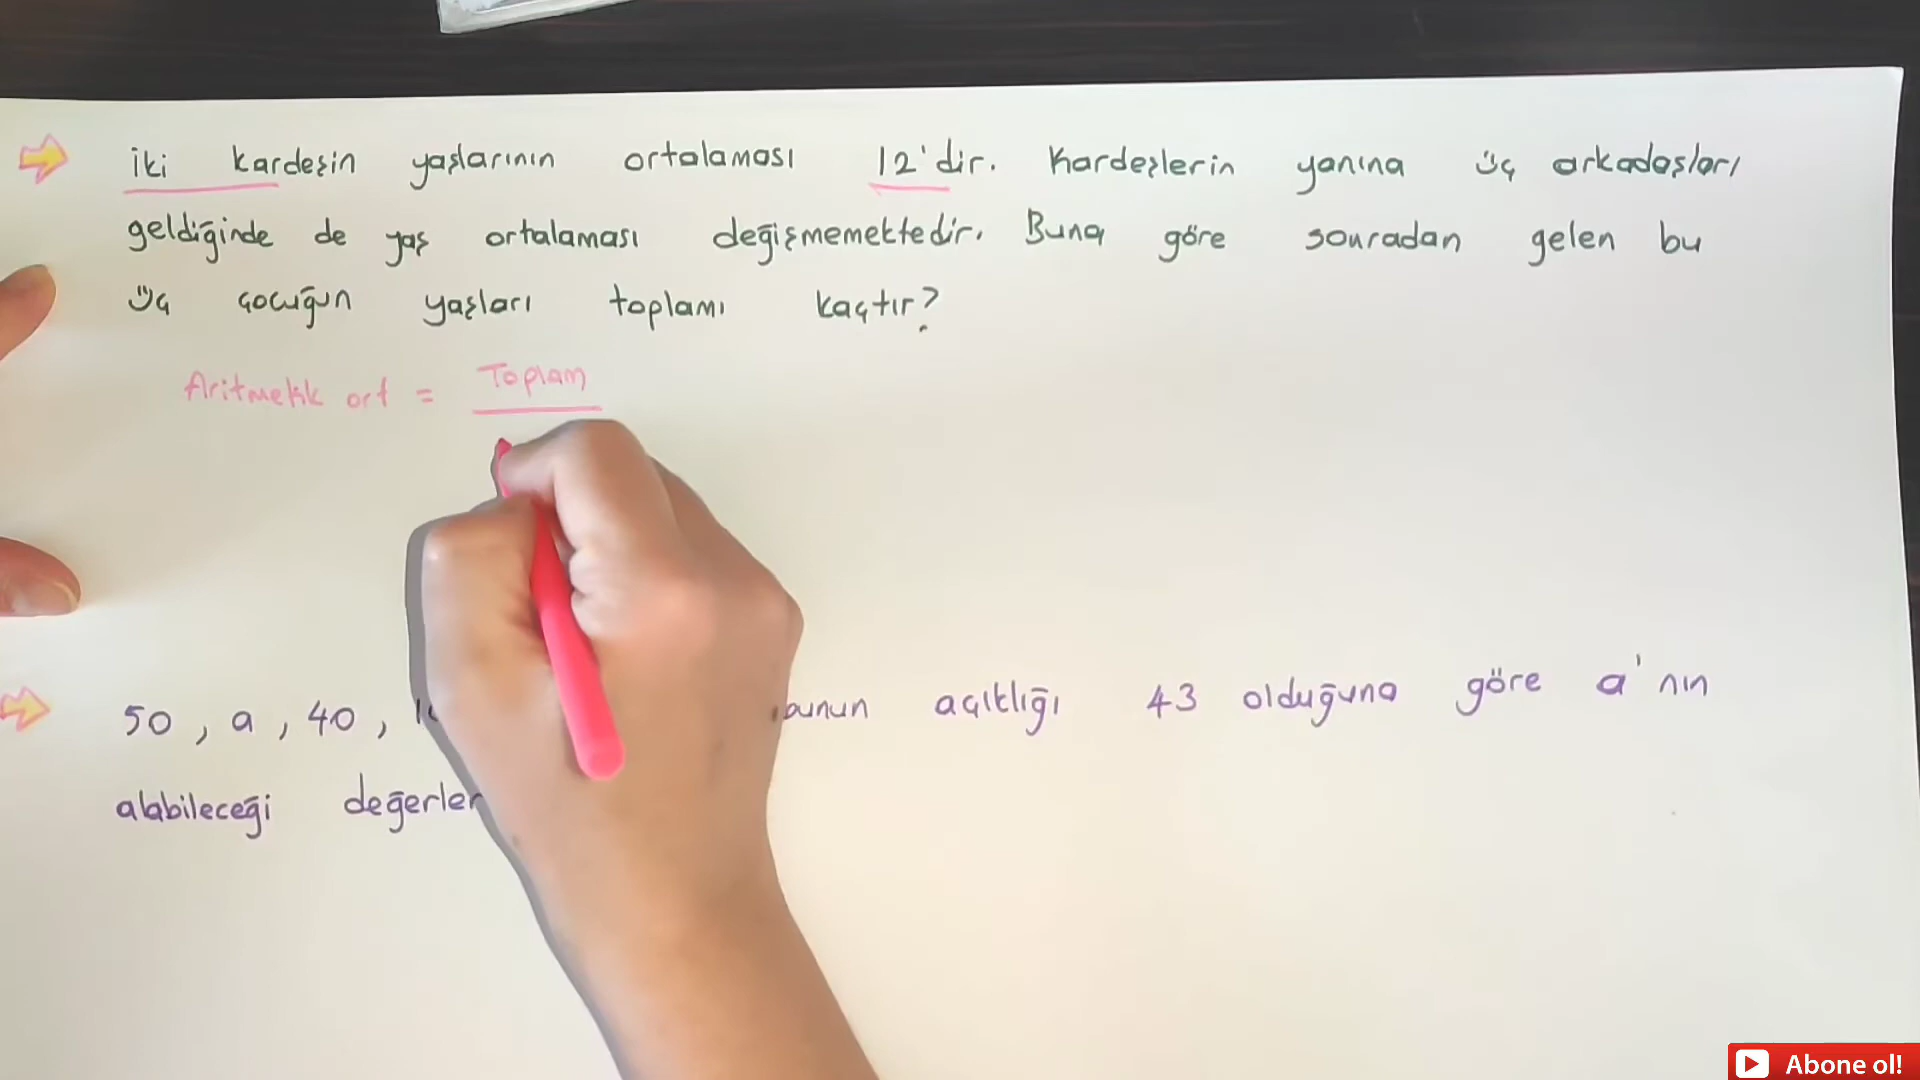 iki kardeşin yaşlarının ortalaması 12'dir. Kardeşlerin yanına üç arkadaşları
geldiğinde de yaş ortalaması değişmemektedir. Buna göre sonradan gelen bu
üç çocuğun yaşları toplamı kaçtır?
Aritmetik ort = Toplam
50, a, 40, açıklığı 43 olduğuna göre a'nın
alabileceği
Abone ol!